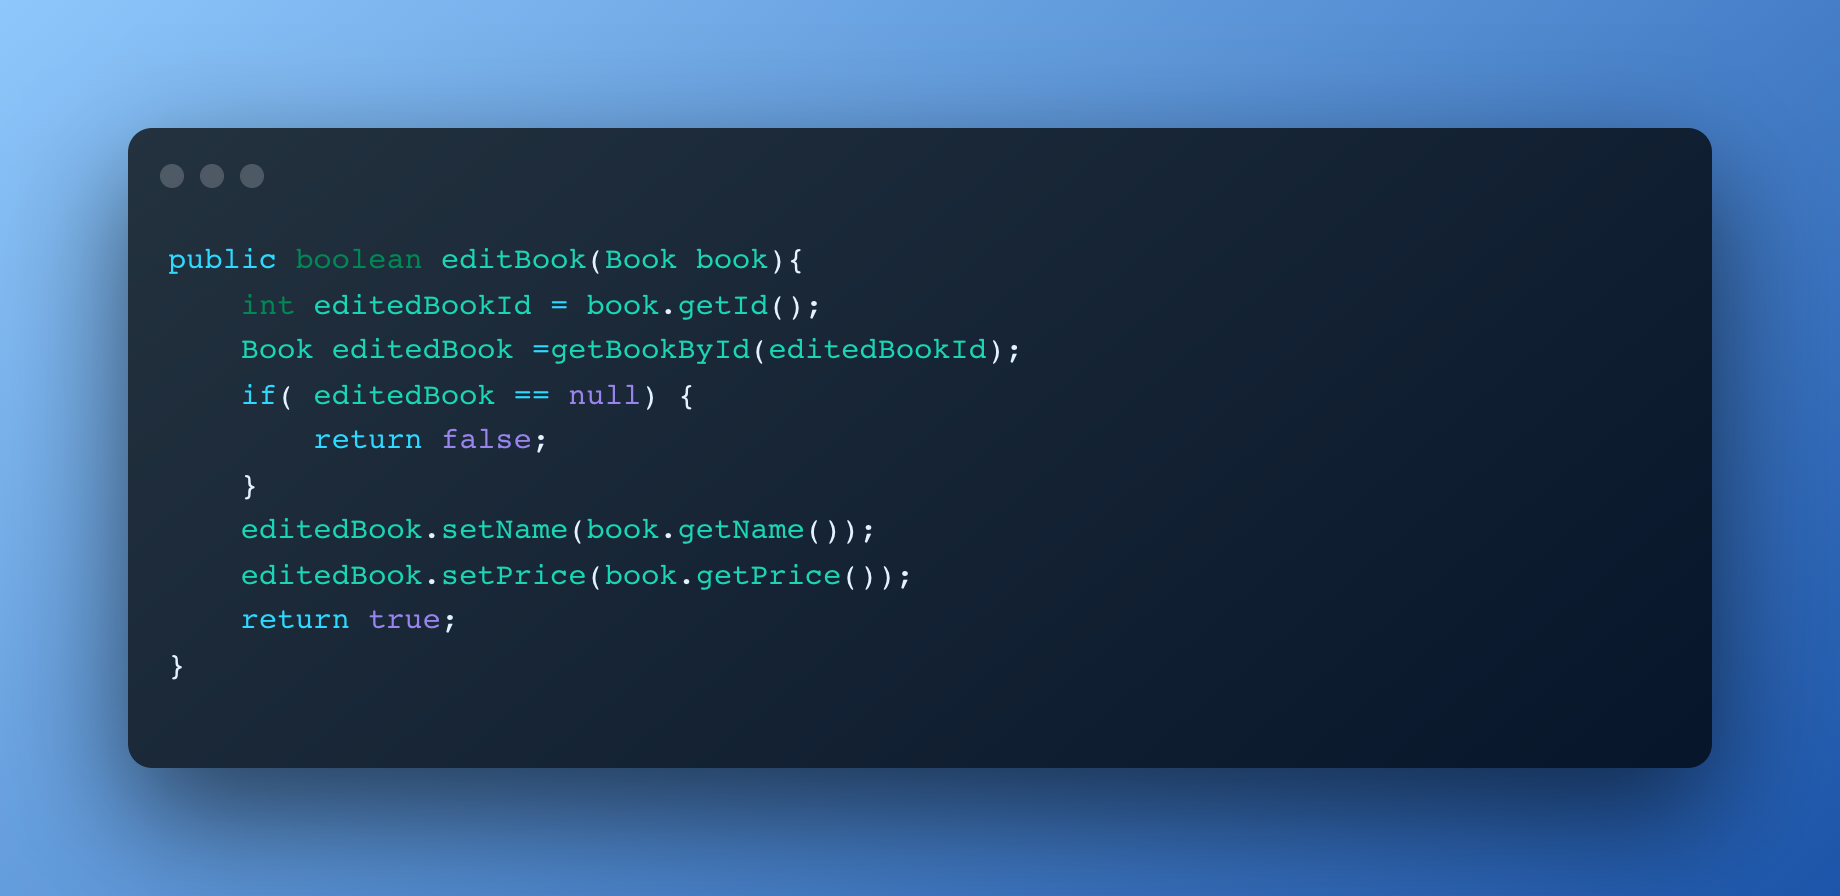 public boolean editBook(Book book){
    int editedBookId = book.getId();
    Book editedBook =getBookById(editedBookId);
    if( editedBook == null) {
        return false;
    }
    editedBook.setName(book.getName());
    editedBook.setPrice(book.getPrice());
    return true;
}